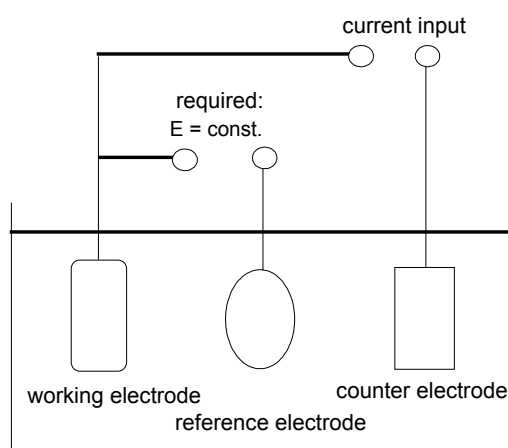 current input
required:
E = const.
working electrode
counter electrode
reference electrode